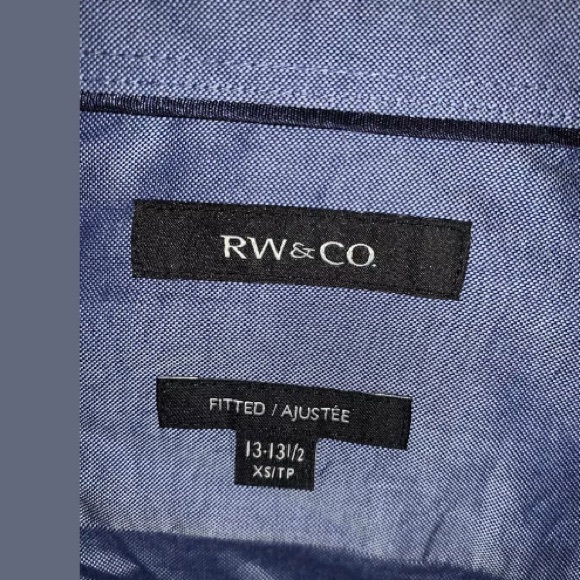 RW&CO.
FITTED / AJUSTÉE
13-13½
XS/TP